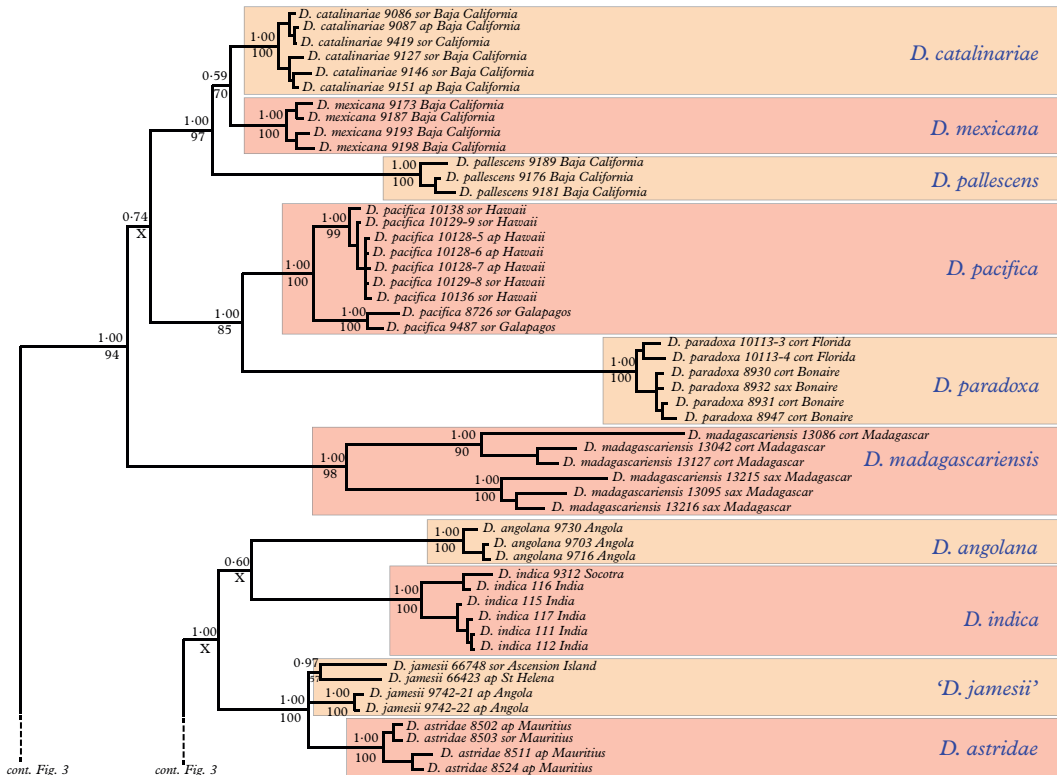 D. catalinariae 9086 sor Baja California
D. catalinariae 9087 ap Baja California
D. catalinariae 9419 sor California
D. catalinariae 9127 sor Baja California
D. catalinariae 9146 sor Baja California
D. catalinariae 9151 ap Baja California
1·00
100
D. catalinariae
0·59
70
D. mexicana 9173 Baja California
D. mexicana 9187 Baja California
D. mexicana 9193 Baja California
D. mexicana 9198 Baja California
1·00
100
D. mexicana
1·00
97
D. pallescens 9189 Baja California
D. pallescens 9176 Baja California
D. pallescens 9181 Baja California
1.00
100
D. pallescens
0·74
X
D. pacifica 10138 sor Hawaii
D. pacifica 10129-9 sor Hawaii
D. pacifica 10128-5 ap Hawaii
D. pacifica 10128-6 ap Hawaii
D. pacifica 10128-7 ap Hawaii
D. pacifica 10129-8 sor Hawaii
D. pacifica 10136 sor Hawaii
D. pacifica 8726 sor Galapagos
D. pacifica 9487 sor Galapagos
1·00
99
1·00
100
1·00
100
D. pacifica
1·00
85
1·00
94
D. paradoxa 10113-3 cort Florida
D. paradoxa 10113-4 cort Florida
D. paradoxa 8930 cort Bonaire
D. paradoxa 8932 sax Bonaire
D. paradoxa 8931 cort Bonaire
D. paradoxa 8947 cort Bonaire
1·00
100
D. paradoxa
D. madagascariensis 13086 cort Madagascar
D. madagascariensis 13042 cort Madagascar
D. madagascariensis 13127 cort Madagascar
D. madagascariensis 13215 sax Madagascar
D. madagascariensis 13095 sax Madagascar
D. madagascariensis 13216 sax Madagascar
1·00
90
1·00
98
1·00
100
D. madagascariensis
D. angolana 9730 Angola
D. angolana 9703 Angola
D. angolana 9716 Angola
1·00
100
D. angolana
0·60
X
D. indica 9312 Socotra
D. indica 116 India
D. indica 115 India
D. indica 117 India
D. indica 111 India
D. indica 112 India
1·00
100
D. indica
1·00
X
D. jamesii 66748 sor Ascension Island
D. jamesii 66423 ap St Helena
D. jamesii 9742-21 ap Angola
D. jamesii 9742-22 ap Angola
0·97
57
1·00
100
‘D. jamesii’
1·00
100
D. astridae 8502 ap Mauritius
D. astridae 8503 sor Mauritius
D. astridae 8511 ap Mauritius
D. astridae 8524 ap Mauritius
1·00
100
D. astridae
cont. Fig. 3
cont. Fig. 3